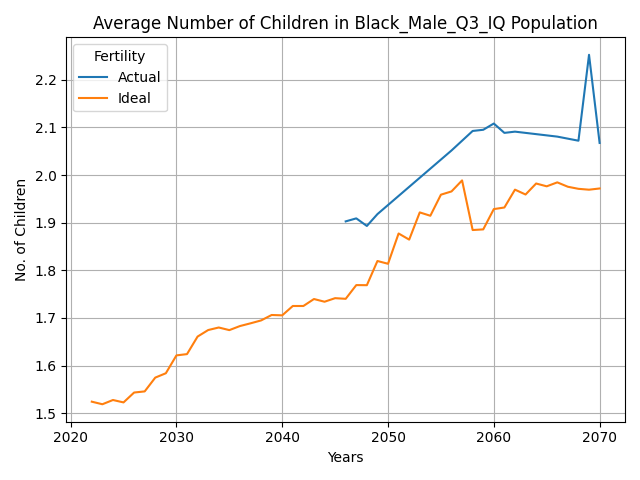 Average Number of Children in Black_Male_Q3_IQ Population
Fertility
Actual
Ideal
No. of Children
2.2
2.1
2.0
1.9
1.8
1.7
1.6
1.5
2020 2030 2040 2050 2060 2070
Years